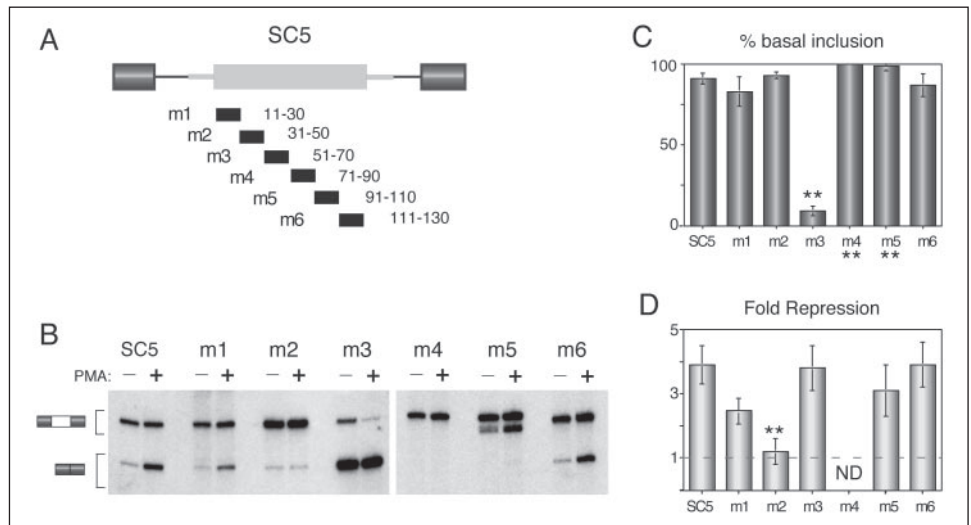 A
SC5
m1 11-30
m2 31-50
m3 51-70
m4 71-90
m5 91-110
m6 111-130
B
SC5 m1 m2 m3 m4 m5 m6
PMA: − + − + − + − + − + − + − +
C
% basal inclusion
100
50
0
**
SC5 m1 m2 m3 m4 m5 m6
** **
D
Fold Repression
5
3
1
**
ND
SC5 m1 m2 m3 m4 m5 m6